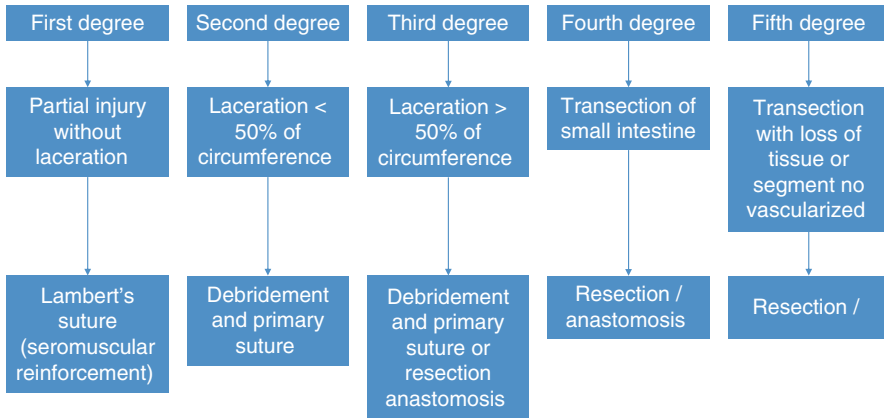 First degree
Second degree
Third degree
Fourth degree
Fifth degree
Partial injury
without
laceration
Laceration <
50% of
circumference
Laceration >
50% of
circumference
Transection of
small intestine
Transection
with loss of
tissue or
segment no
vascularized
Lambert's
suture
(seromuscular
reinforcement)
Debridement
and primary
suture
Debridement
and primary
suture or
resection
anastomosis
Resection /
anastomosis
Resection /